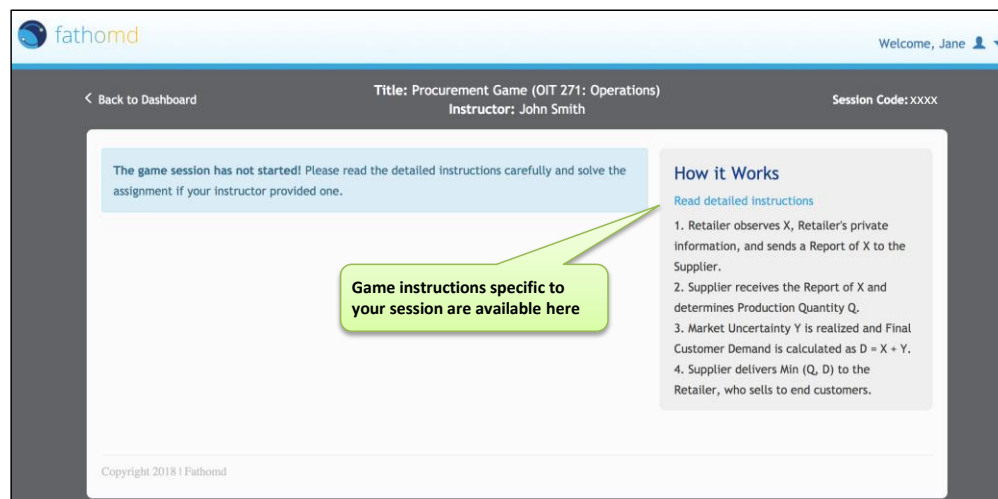 fathomd
Welcome, Jane
Back to Dashboard
Title: Procurement Game (OIT 271: Operations)
Instructor: John Smith
Session Code: XXXX
The game session has not started! Please read the detailed instructions carefully and solve the
assignment if your instructor provided one.
How it Works
Read detailed instructions
1. Retailer observes X, Retailer's private
information, and sends a Report of X to the
Supplier.
2. Supplier receives the Report of X and
determines Production Quantity Q.
3. Market Uncertainty Y is realized and Final
Customer Demand is calculated as D = X + Y.
4. Supplier delivers Min (Q, D) to the
Retailer, who sells to end customers.
Game instructions specific to
your session are available here
Copyright 2018 | Fathomd